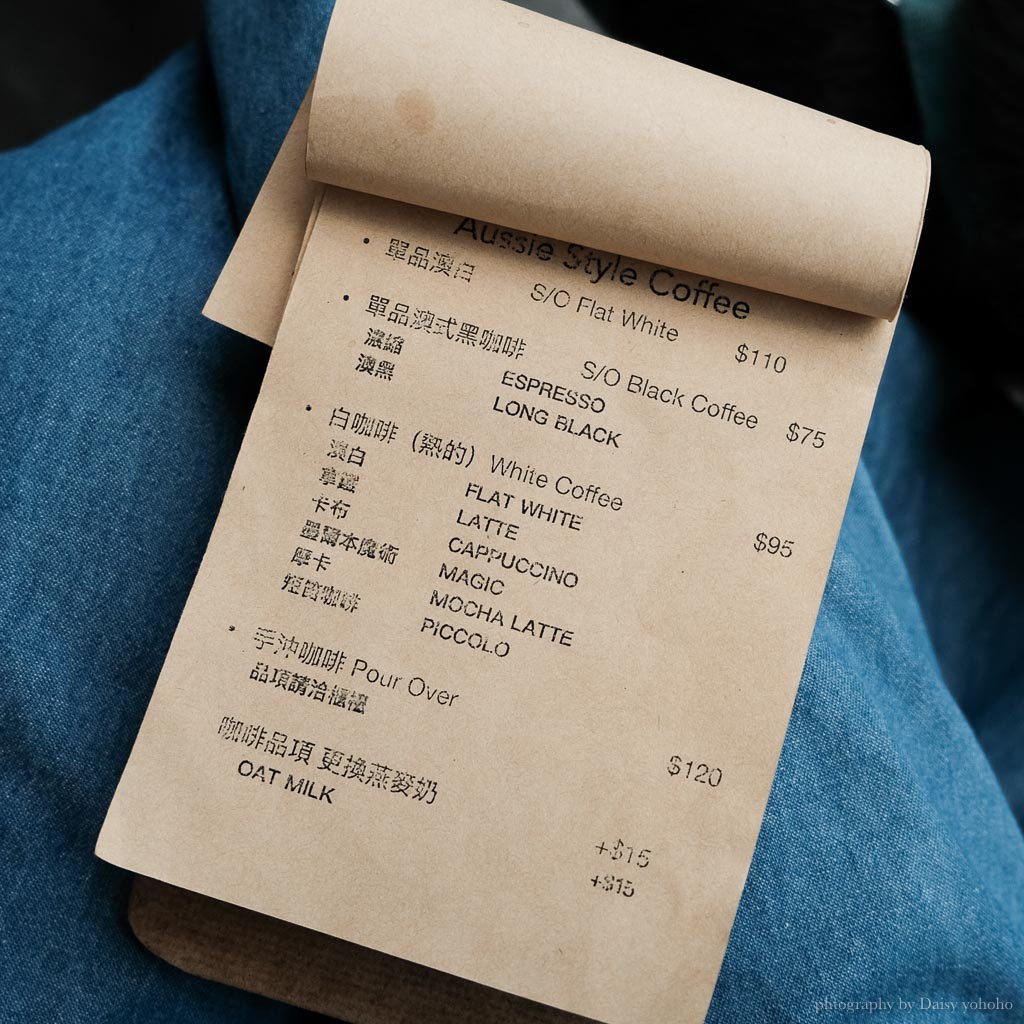 Aussie Style Coffee
• 單品澳白 S/O Flat White $110
• 單品澳式黑咖啡 S/O Black Coffee $75
濃縮 ESPRESSO
澳黑 LONG BLACK
• 白咖啡 (熱的) White Coffee $95
澳白 FLAT WHITE
拿鐵 LATTE
卡布 CAPPUCCINO
墨爾本魔術 MAGIC
摩卡 MOCHA LATTE
短笛咖啡 PICCOLO
• 手沖咖啡 Pour Over $120
品項請洽櫃檯
咖啡品項 更換燕麥奶 +$15
OAT MILK +$15
phtography by Daisy yohoho